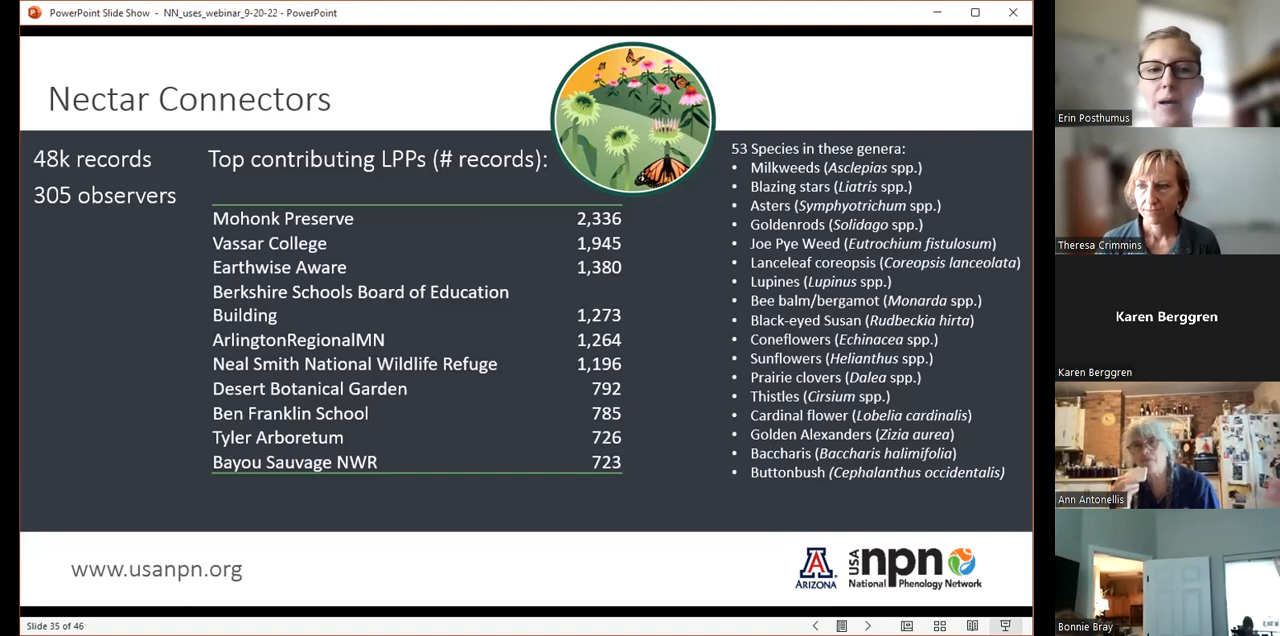 PowerPoint Slide Show - NN_uses_webinar_9-20-22 - PowerPoint
Nectar Connectors
48k records
305 observers
Top contributing LPPs (# records):
Mohonk Preserve 2,336
Vassar College 1,945
Earthwise Aware 1,380
Berkshire Schools Board of Education
Building 1,273
ArlingtonRegionalMN 1,264
Neal Smith National Wildlife Refuge 1,196
Desert Botanical Garden 792
Ben Franklin School 785
Tyler Arboretum 726
Bayou Sauvage NWR 723
53 Species in these genera:
• Milkweeds (Asclepias spp.)
• Blazing stars (Liatris spp.)
• Asters (Symphyotrichum spp.)
• Goldenrods (Solidago spp.)
• Joe Pye Weed (Eutrochium fistulosum)
• Lanceleaf coreopsis (Coreopsis lanceolata)
• Lupines (Lupinus spp.)
• Bee balm/bergamot (Monarda spp.)
• Black-eyed Susan (Rudbeckia hirta)
• Coneflowers (Echinacea spp.)
• Sunflowers (Helianthus spp.)
• Prairie clovers (Dalea spp.)
• Thistles (Cirsium spp.)
• Cardinal flower (Lobelia cardinalis)
• Golden Alexanders (Zizia aurea)
• Baccharis (Baccharis halimifolia)
• Buttonbush (Cephalanthus occidentalis)
www.usanpn.org
A
ARIZONA
USA npn
National Phenology Network
Slide 35 of 46
Erin Posthumus
Theresa Crimmins
Karen Berggren
Karen Berggren
Ann Antonellis
Bonnie Bray